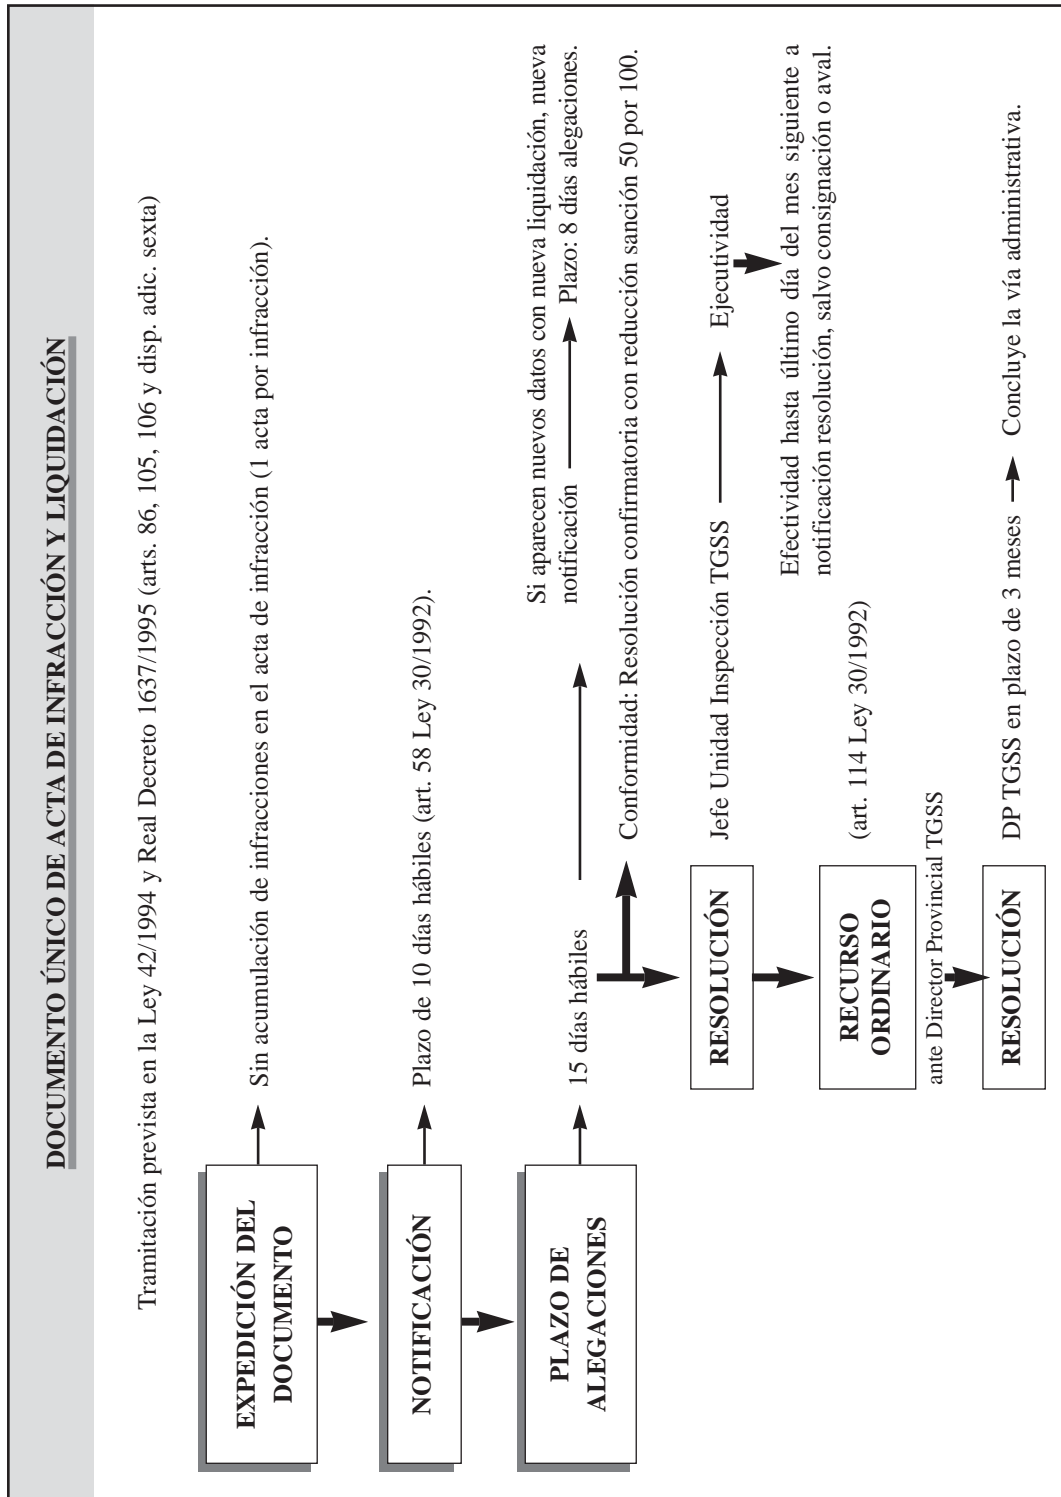 DOCUMENTO ÚNICO DE ACTA DE INFRACCIÓN Y LIQUIDACIÓN
Tramitación prevista en la Ley 42/1994 y Real Decreto 1637/1995 (arts. 86, 105, 106 y disp. adic. sexta)
EXPEDICIÓN DEL
DOCUMENTO
Sin acumulación de infracciones en el acta de infracción (1 acta por infracción).
NOTIFICACIÓN
Plazo de 10 días hábiles (art. 58 Ley 30/1992).
PLAZO DE
ALEGACIONES
15 días hábiles
Si aparecen nuevos datos con nueva liquidación, nueva
notificación
Plazo: 8 días alegaciones.
Conformidad: Resolución confirmatoria con reducción sanción 50 por 100.
RESOLUCIÓN
Jefe Unidad Inspección TGSS
Ejecutividad
Efectividad hasta último día del mes siguiente a
notificación resolución, salvo consignación o aval.
RECURSO
ORDINARIO
(art. 114 Ley 30/1992)
ante Director Provincial TGSS
RESOLUCIÓN
DP TGSS en plazo de 3 meses
Concluye la vía administrativa.